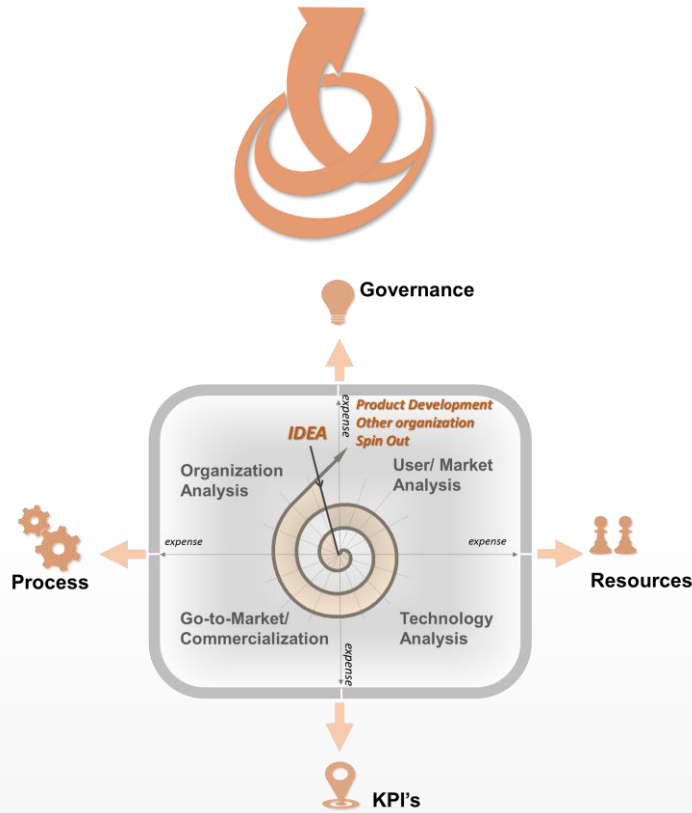 Governance
expense
Product Development
Other organization
Spin Out
IDEA
Organization
Analysis
User/ Market
Analysis
expense
expense
Process
Resources
Go-to-Market/
Commercialization
Technology
Analysis
expense
KPI's